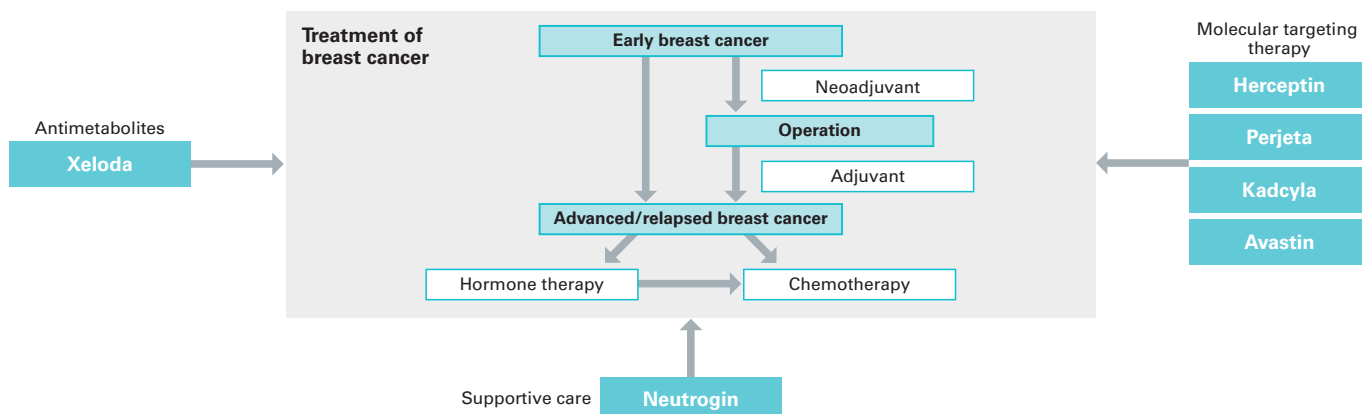 Treatment of
breast cancer
Early breast cancer
Neoadjuvant
Operation
Adjuvant
Advanced/relapsed breast cancer
Hormone therapy
Chemotherapy
Antimetabolites
Xeloda
Molecular targeting
therapy
Herceptin
Perjeta
Kadcyla
Avastin
Supportive care
Neutrogin